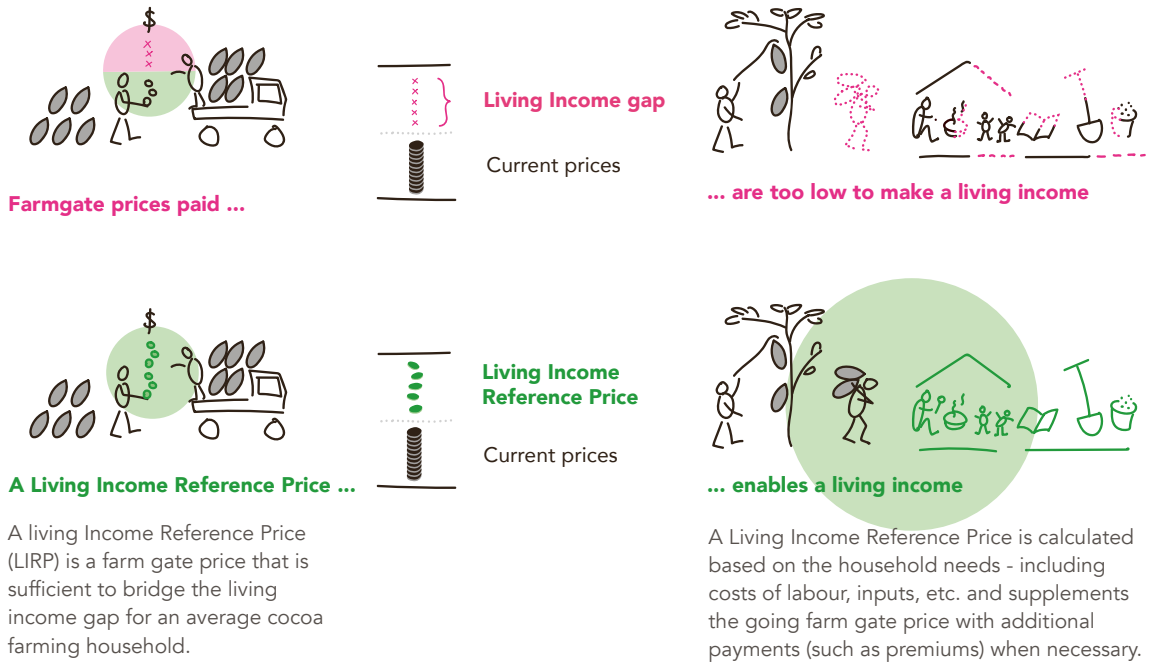 $
Living Income gap
Current prices
Farmgate prices paid ...
... are too low to make a living income
$
Living Income
Reference Price
Current prices
A Living Income Reference Price ...
... enables a living income
A living Income Reference Price
(LIRP) is a farm gate price that is
sufficient to bridge the living
income gap for an average cocoa
farming household.
A Living Income Reference Price is calculated
based on the household needs - including
costs of labour, inputs, etc. and supplements
the going farm gate price with additional
payments (such as premiums) when necessary.